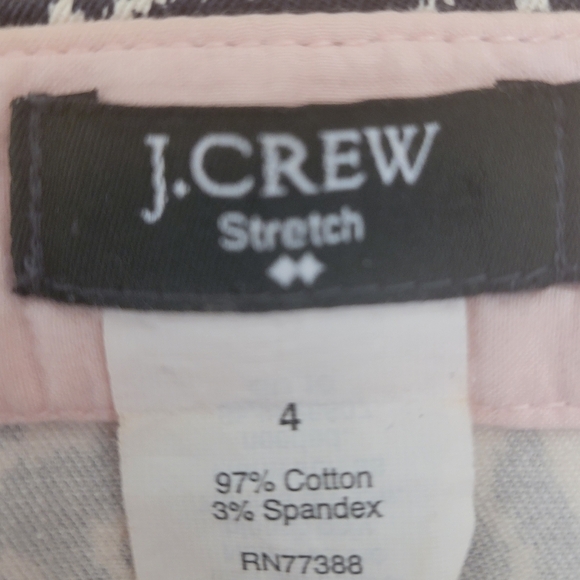 J.CREW
Stretch
4
97% Cotton
3% Spandex
RN77388